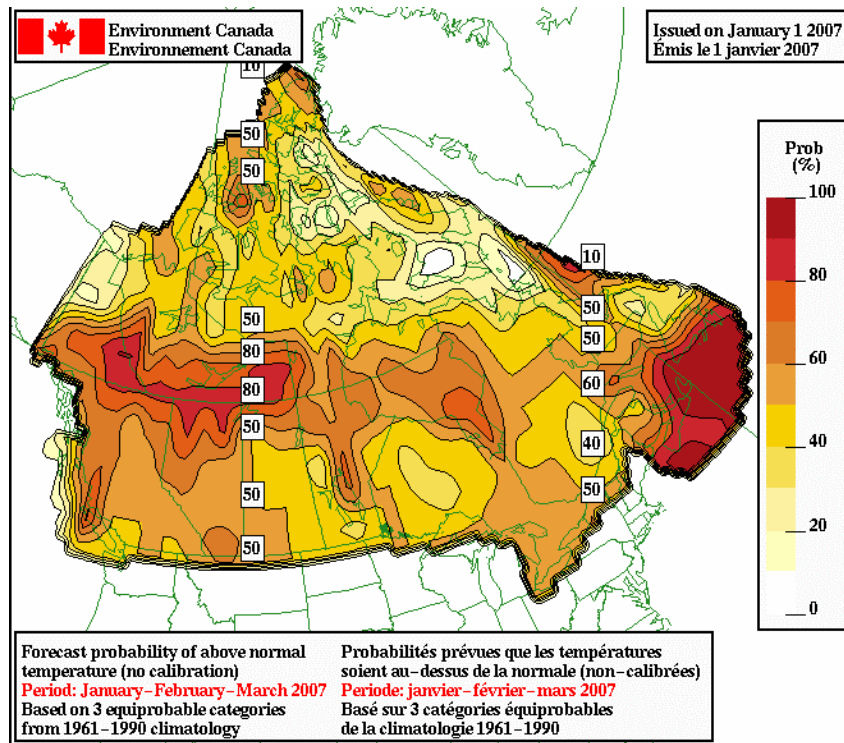 Environment Canada
Environnement Canada
Issued on January 1 2007
Émis le 1 janvier 2007
10
50
50
10
50
50
50
80
60
80
50
40
50
50
50
Prob
(%)
100
80
60
40
20
0
Forecast probability of above normal
temperature (no calibration)
Period: January-February-March 2007
Based on 3 equiprobable categories
from 1961-1990 climatology
Probabilités prévues que les températures
soient au-dessus de la normale (non-calibrées)
Periode: janvier-février-mars 2007
Basé sur 3 catégories équiprobables
de la climatologie 1961-1990